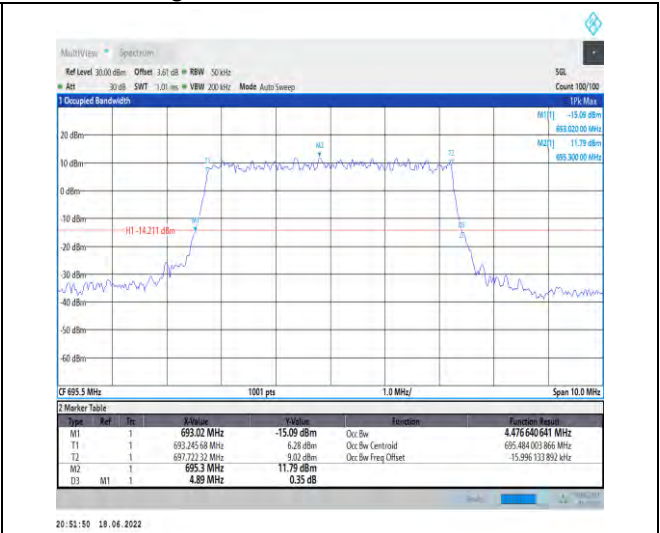 MultiView Spectrum
Ref Level 30.00 dBm Offset 3.61 dB RBW 50 kHz SGL
Att 30 dB SWT 1.01 ms VBW 200 kHz Mode Auto Sweep Count 100/100
1 Occupied Bandwidth 1Pk Max
M1[1] -15.09 dBm
693.020 00 MHz
M2[1] 11.79 dBm
695.300 00 MHz
20 dBm
M2
T1 T2
10 dBm
0 dBm
-10 dBm
M1 D3
H1 -14.211 dBm
-20 dBm
-30 dBm
-40 dBm
-50 dBm
-60 dBm
CF 695.5 MHz 1001 pts 1.0 MHz/ Span 10.0 MHz
2 Marker Table
Type Ref Trc X-Value Y-Value Function Function Result
M1 1 693.02 MHz -15.09 dBm Occ Bw 4.476 640 641 MHz
T1 1 693.245 68 MHz 6.28 dBm Occ Bw Centroid 695.484 003 866 MHz
T2 1 697.722 32 MHz 9.02 dBm Occ Bw Freq Offset -15.996 133 892 kHz
M2 1 695.3 MHz 11.79 dBm
D3 M1 1 4.89 MHz 0.35 dB
20:51:50 18.06.2022